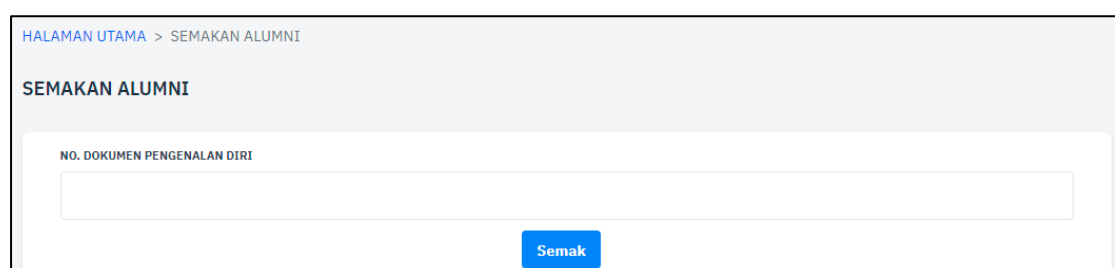 HALAMAN UTAMA > SEMAKAN ALUMNI
SEMAKAN ALUMNI
NO. DOKUMEN PENGENALAN DIRI
Semak